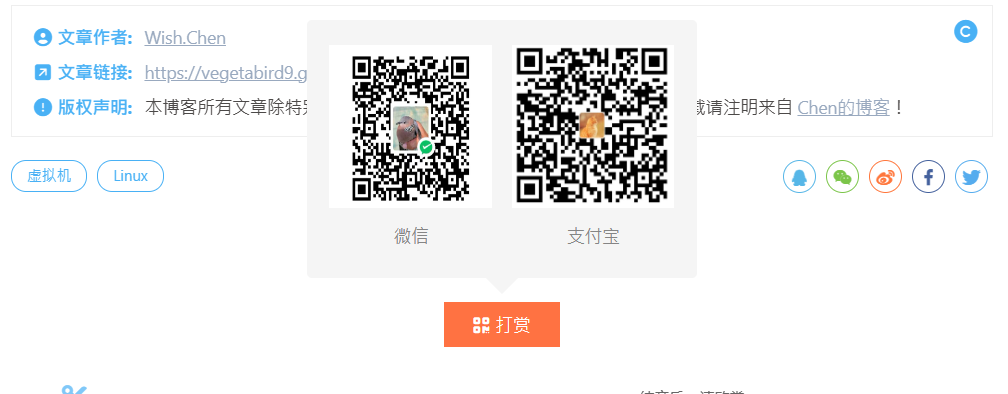 文章作者: Wish.Chen
文章链接: https://vegetabird9.g
版权声明: 本博客所有文章除特 载请注明来自 Chen的博客！
虚拟机 Linux
微信 支付宝
打赏